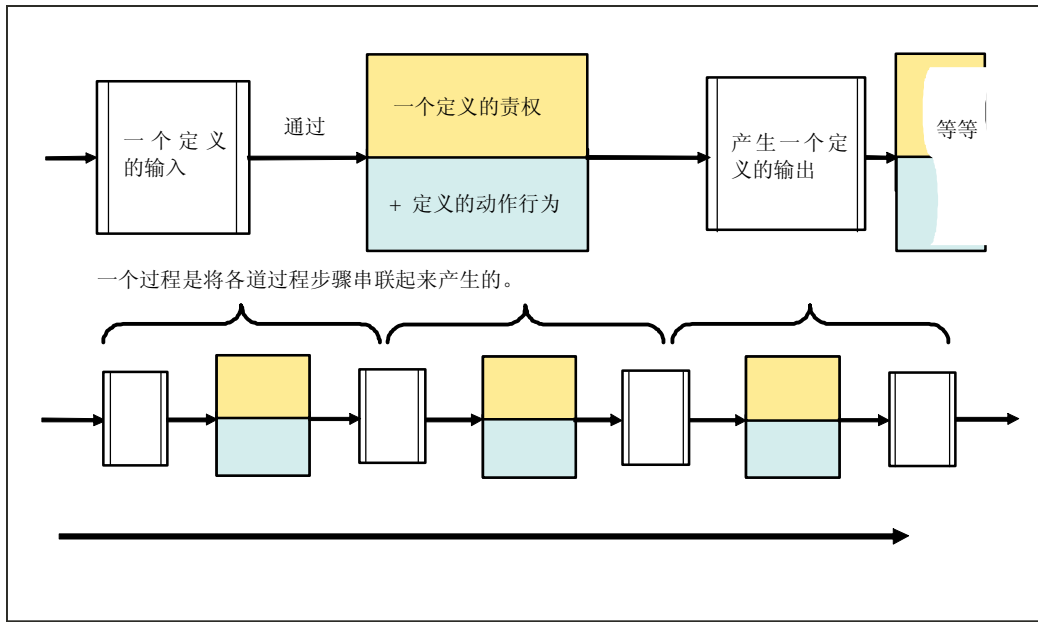 一个定义的输入
通过
一个定义的责权
+ 定义的动作行为
产生一个定义的输出
等等
一个过程是将各道过程步骤串联起来产生的。